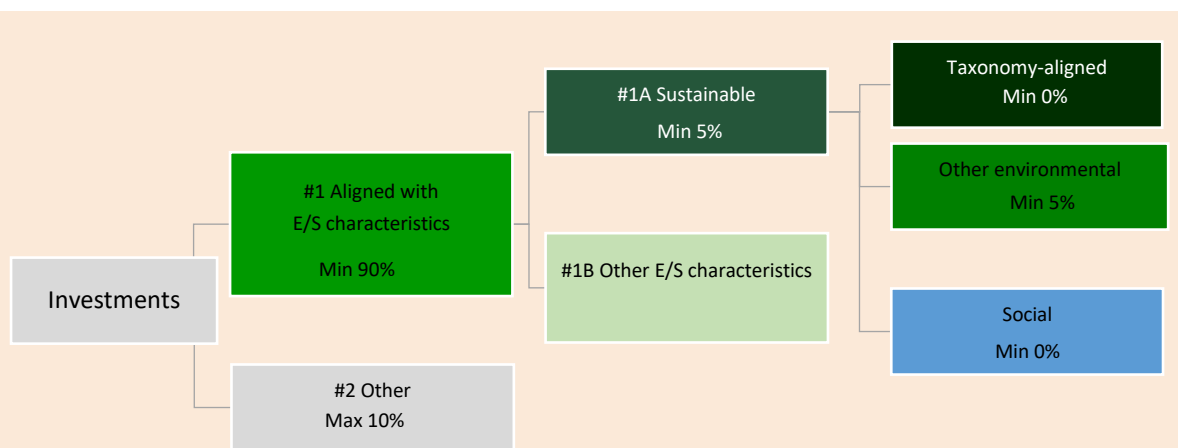 Investments
#1 Aligned with
E/S characteristics
Min 90%
#2 Other
Max 10%
#1A Sustainable
Min 5%
#1B Other E/S characteristics
Taxonomy-aligned
Min 0%
Other environmental
Min 5%
Social
Min 0%